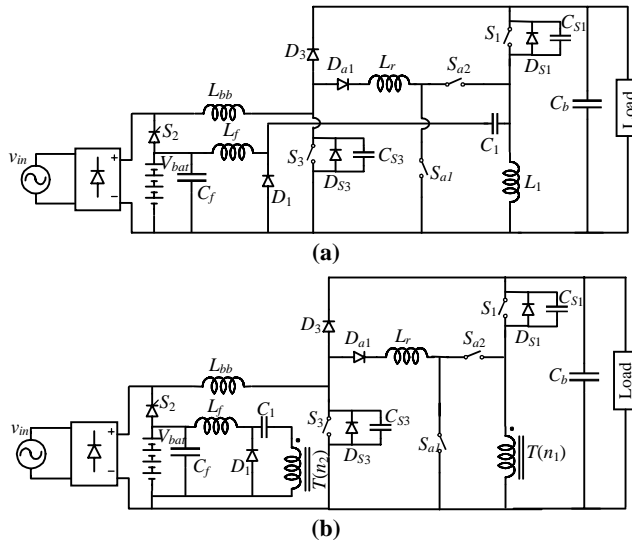 D3
Da1
Lr
Sa2
S1
CS1
DS1
Lbb
Cb
Load
S2
Lf
C1
vin
+
−
Vbat
Cf
D1
S3
CS3
DS3
Sa1
L1
(a)
D3
Da1
Lr
Sa2
S1
CS1
DS1
Lbb
Cb
Load
S2
Lf
C1
S3
CS3
vin
+
−
Vbat
Cf
D1
T(n2)
DS3
Sa1
T(n1)
(b)